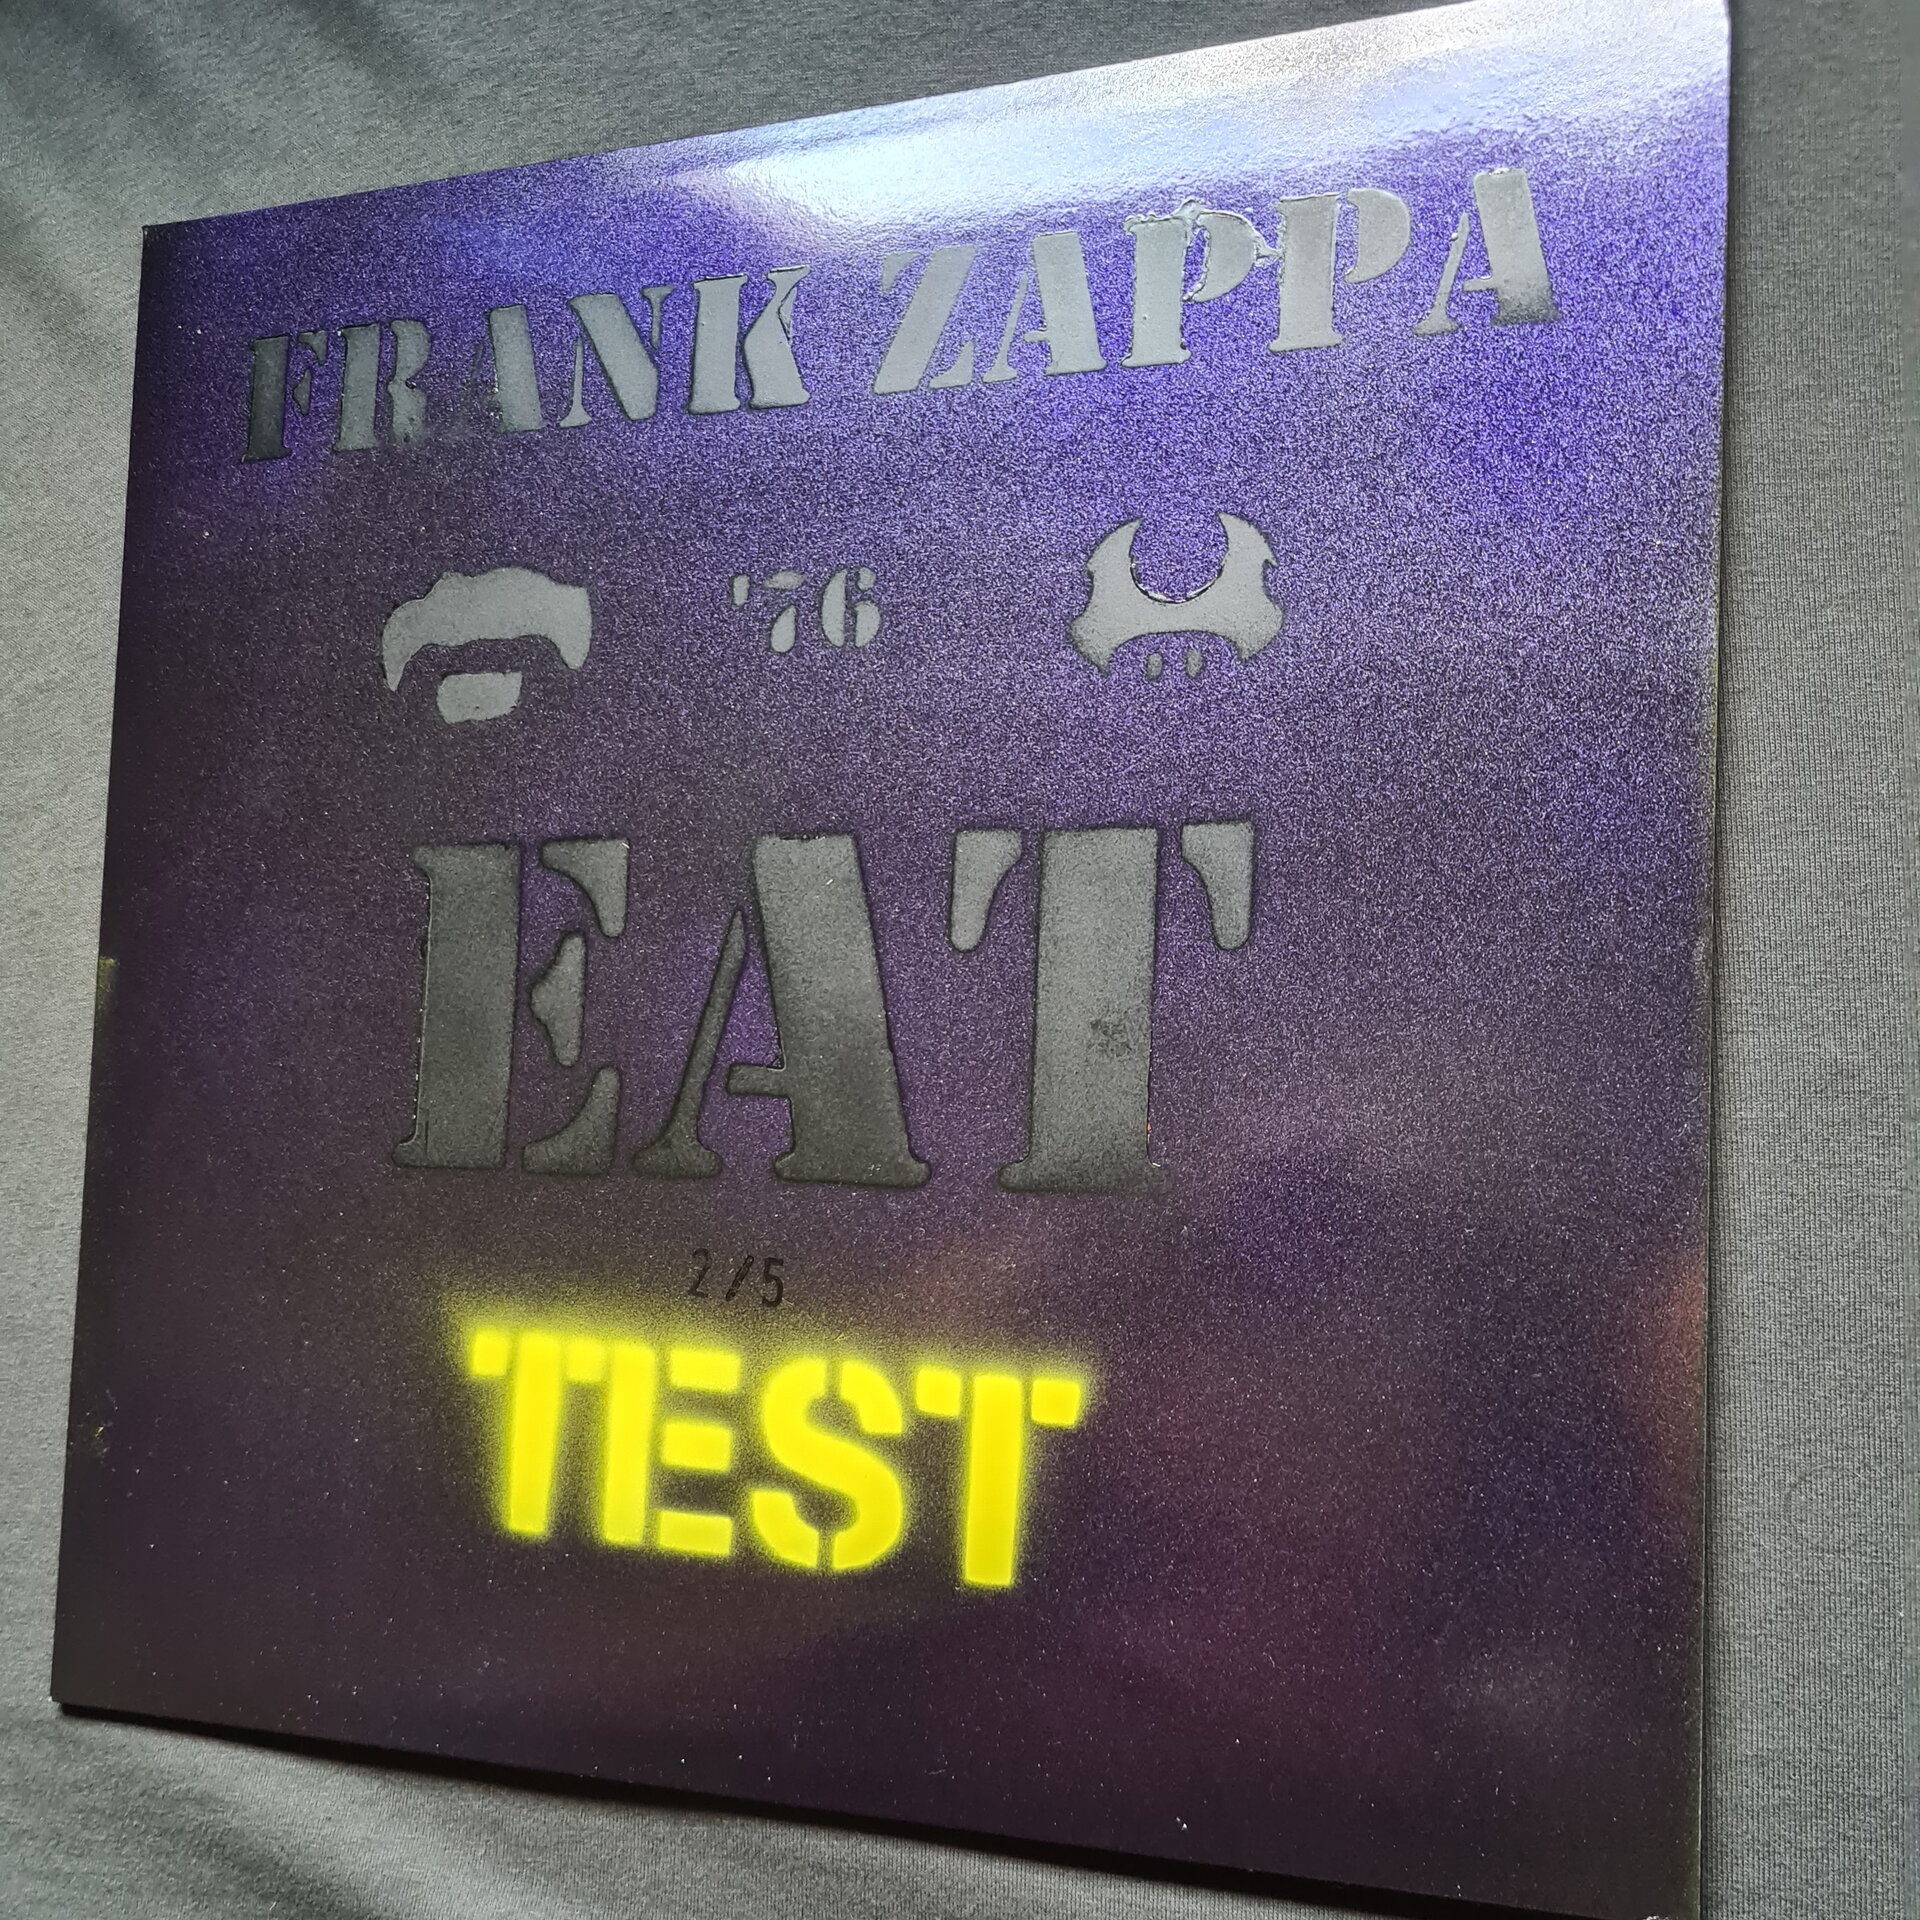 FRANK ZAPPA
'76
EAT
2/5
TEST